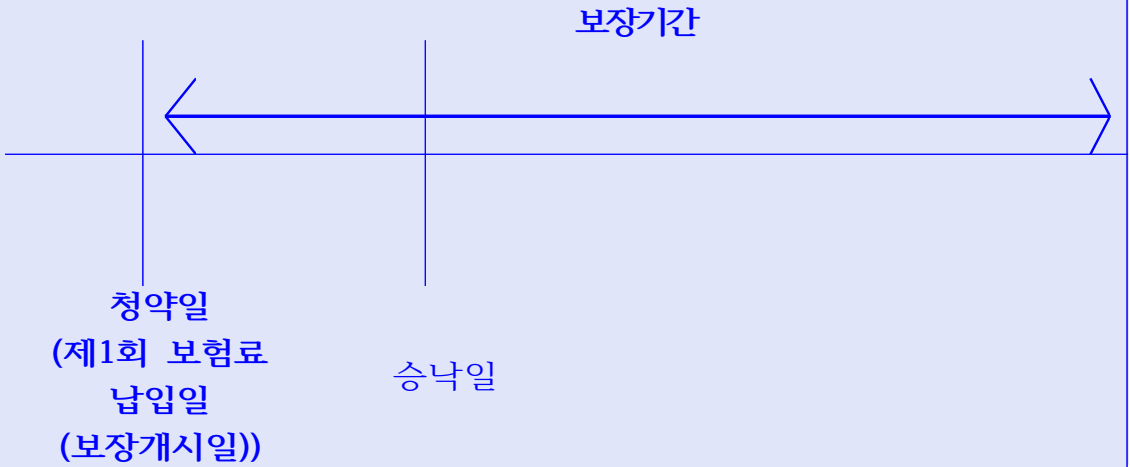 보장기간
청약일
(제1회 보험료
납입일
(보장개시일))
승낙일